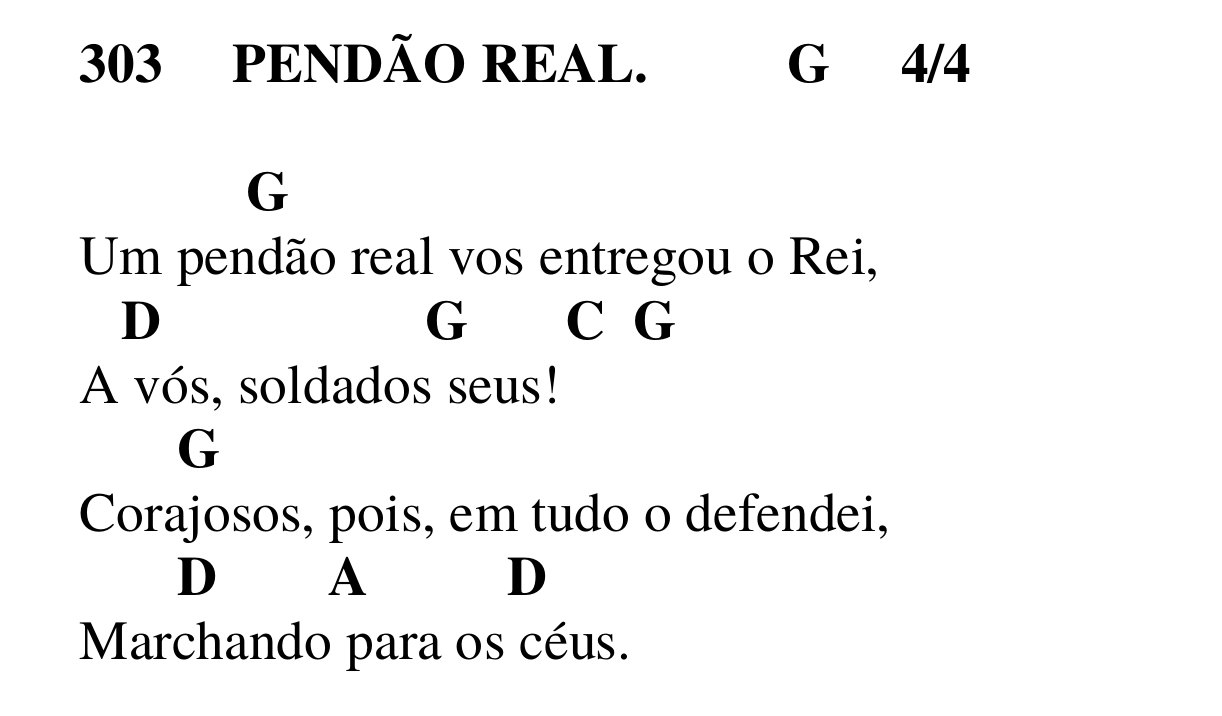 303 PENDÃO REAL. G 4/4
G
Um pendão real vos entregou o Rei,
D G C G
A vós, soldados seus!
G
Corajosos, pois, em tudo o defendei,
D A D
Marchando para os céus.